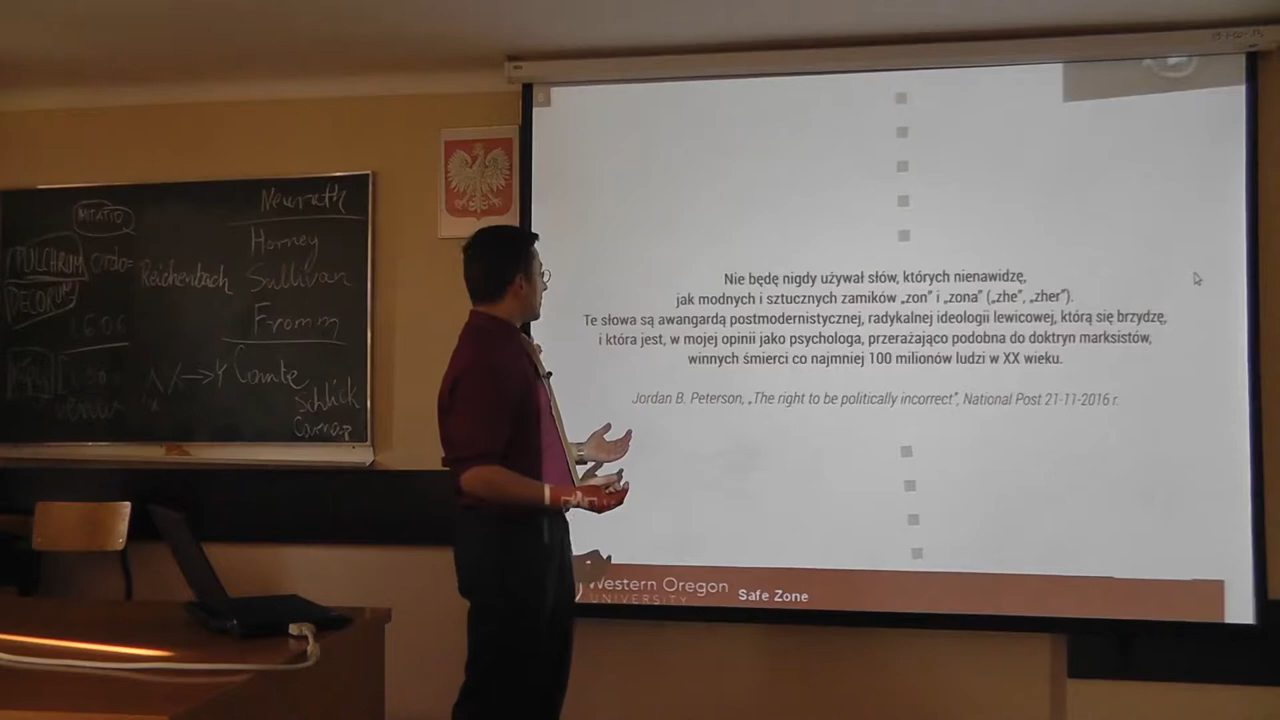 MITATIO
PULCHRUM
ordo=
DECORUM
Reichenbach
Neurath
Horney
Sullivan
Fromm
Comte
Schlick
X → Y
Nie będę nigdy używał słów, których nienawidzę,
jak modnych i sztucznych zamików „zon” i „zona” („zhe”, „zher”).
Te słowa są awangardą postmodernistycznej, radykalnej ideologii lewicowej, którą się brzydzę,
i która jest, w mojej opinii jako psychologa, przerażająco podobna do doktryn marksistów,
winnych śmierci co najmniej 100 milionów ludzi w XX wieku.
Jordan B. Peterson, „The right to be politically incorrect”, National Post 21-11-2016 r.
Western Oregon
UNIVERSITY
Safe Zone